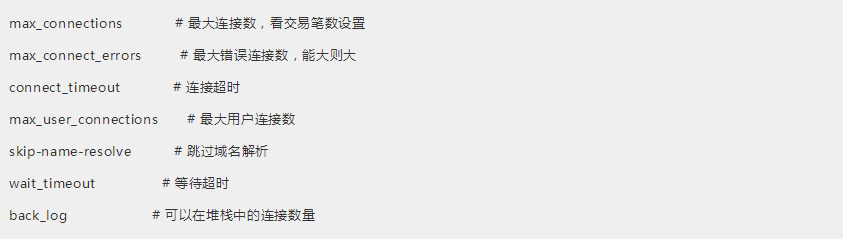 max_connections # 最大连接数，看交易笔数设置
max_connect_errors # 最大错误连接数，能大则大
connect_timeout # 连接超时
max_user_connections # 最大用户连接数
skip-name-resolve # 跳过域名解析
wait_timeout # 等待超时
back_log # 可以在堆栈中的连接数量